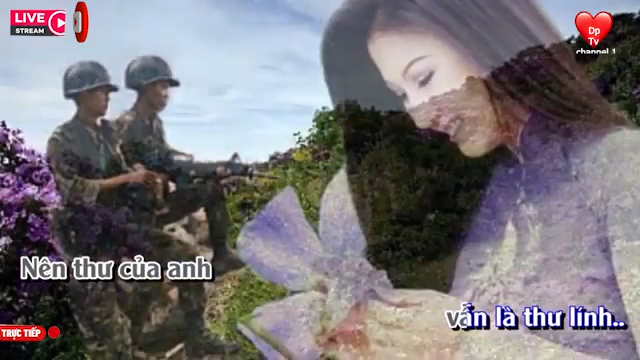 LIVE
STREAM
Dp
Tv
channel 1
Nên thư của anh
vẫn là thư lính..
TRỰC TIẾP